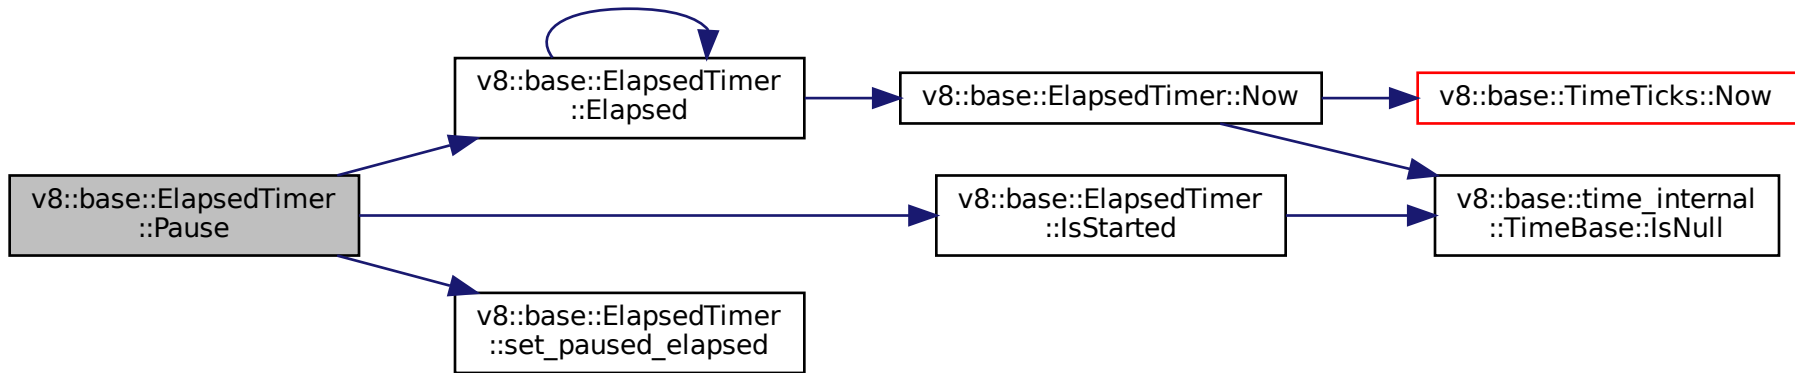 v8::base::ElapsedTimer
::Pause
v8::base::ElapsedTimer
::Elapsed
v8::base::ElapsedTimer::Now
v8::base::TimeTicks::Now
v8::base::ElapsedTimer
::IsStarted
v8::base::time_internal
::TimeBase::IsNull
v8::base::ElapsedTimer
::set_paused_elapsed